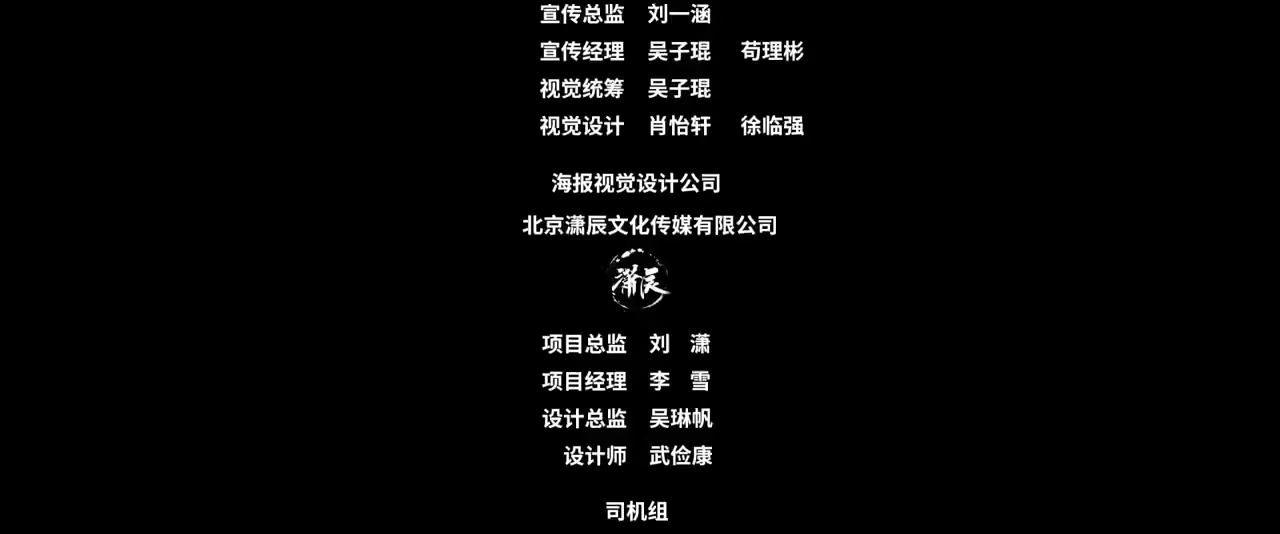 宣传总监 刘一涵
宣传经理 吴子琨 苟理彬
视觉统筹 吴子琨
视觉设计 肖怡轩 徐临强
海报视觉设计公司
北京潇辰文化传媒有限公司
潇辰
项目总监 刘 潇
项目经理 李 雪
设计总监 吴琳帆
设计师 武俭康
司机组